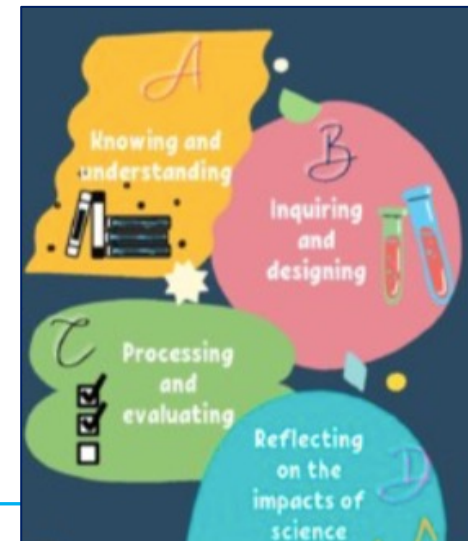 A
Knowing and
understanding
B
Inquiring
and
designing
C
Processing
and
evaluating
D
Reflecting
on the
impacts of
science